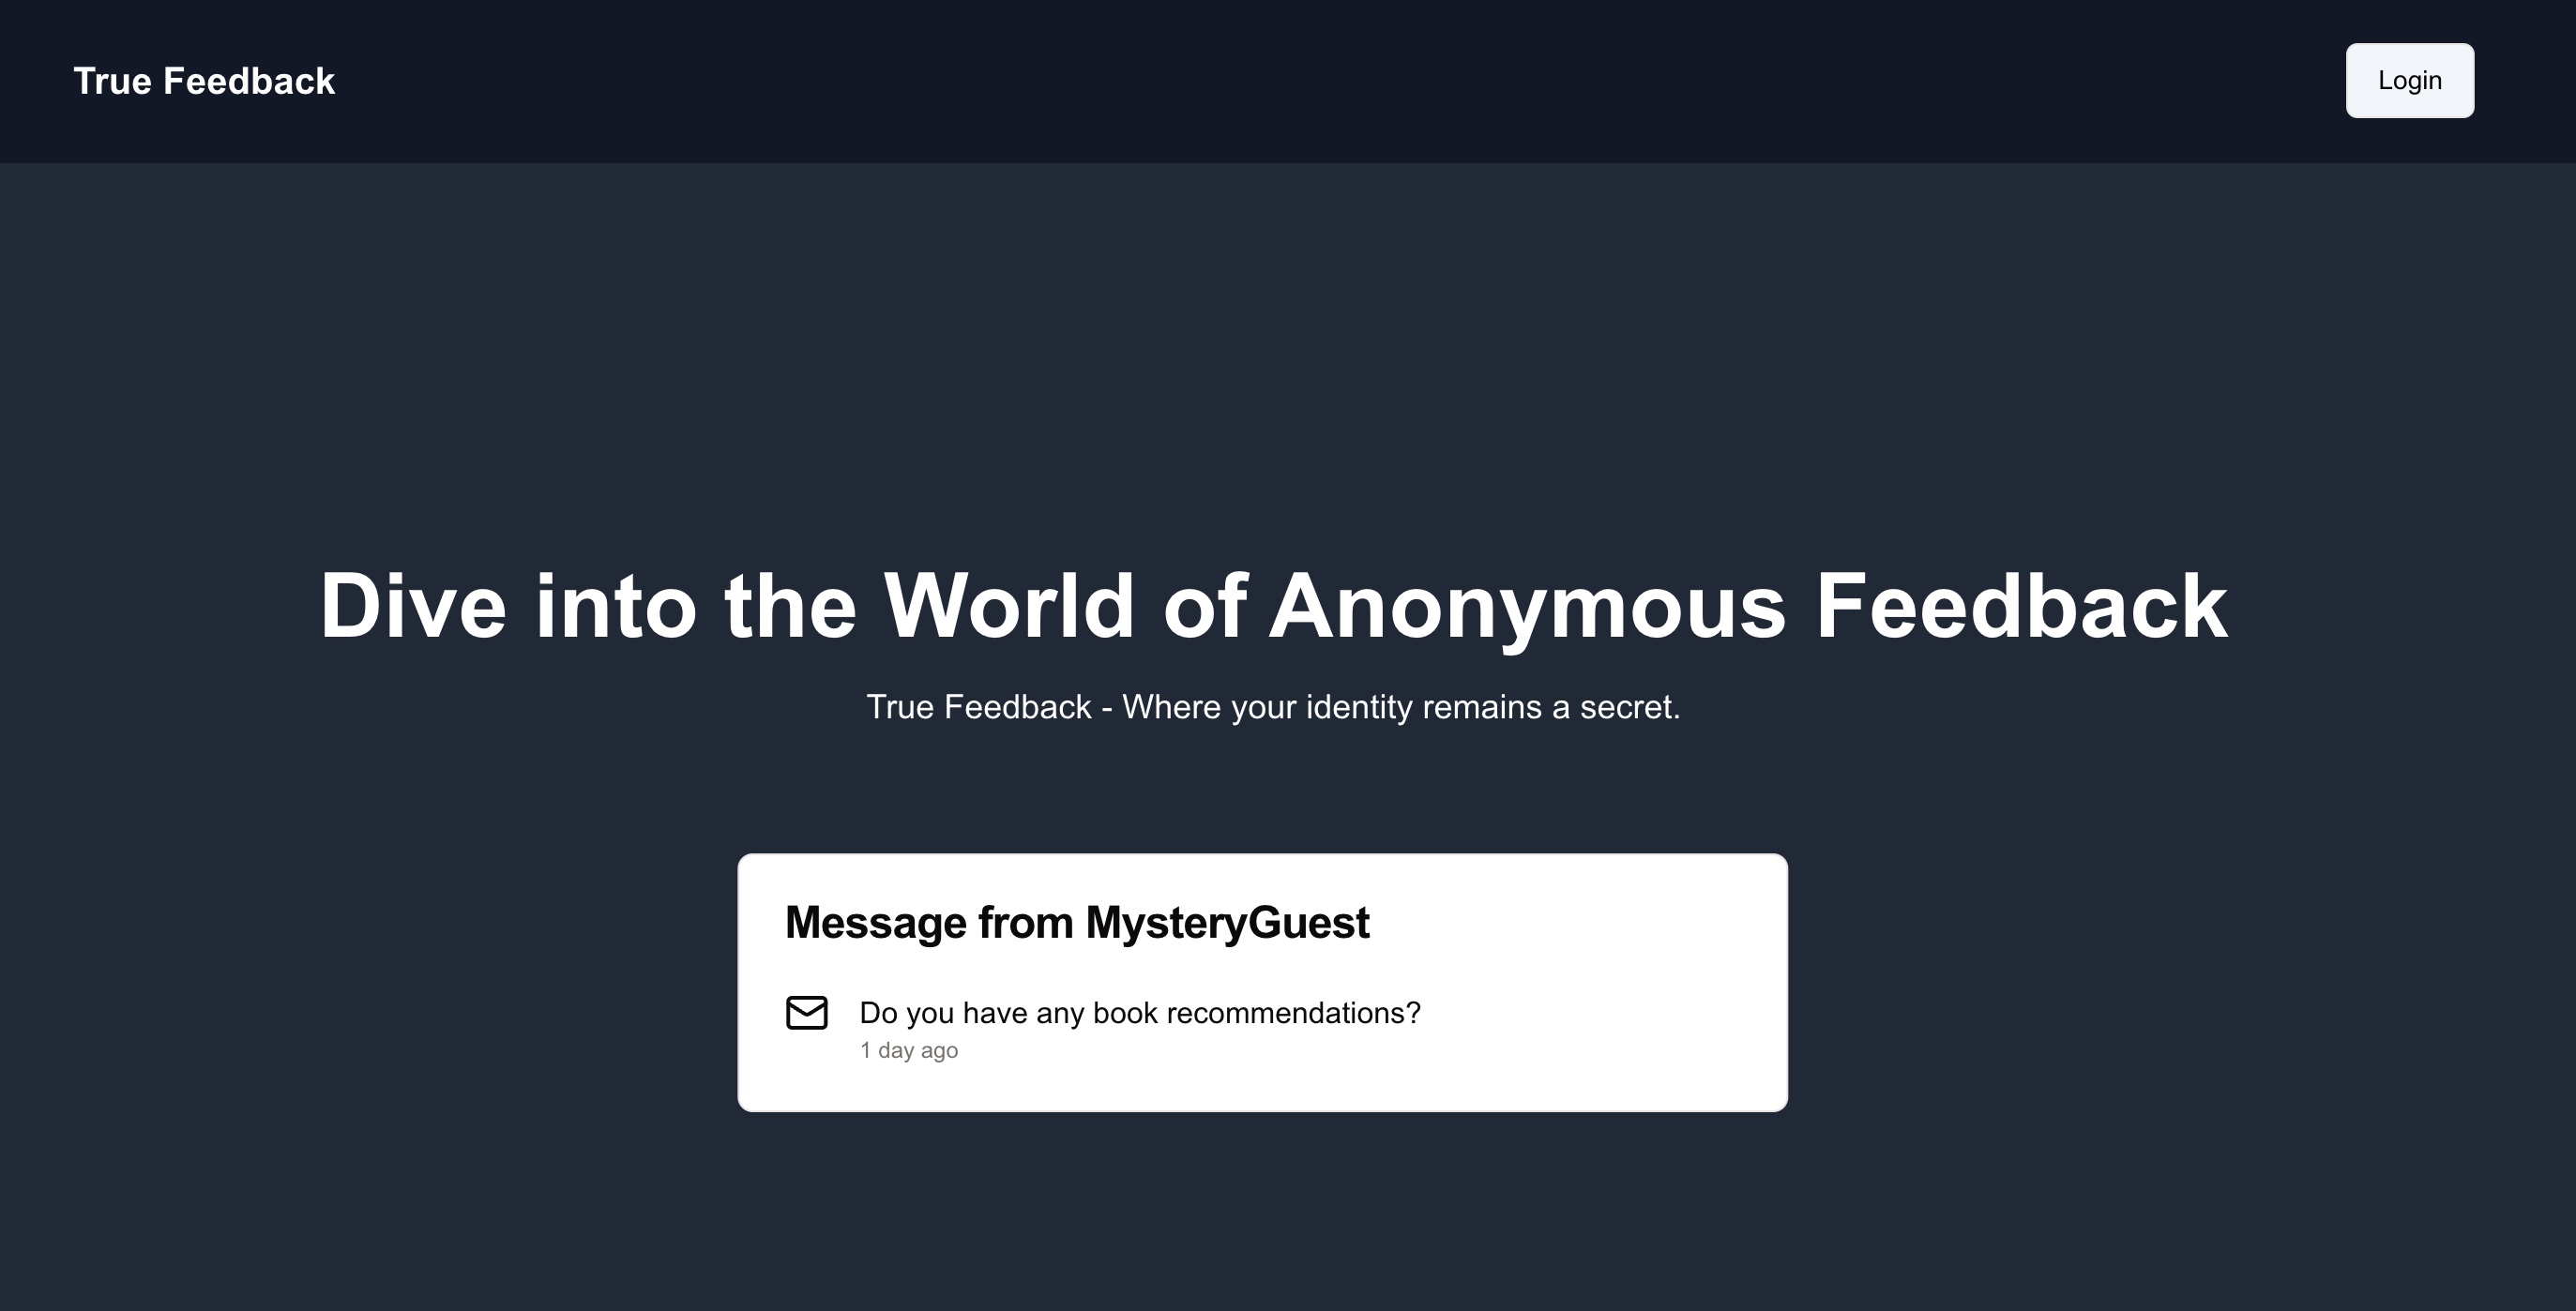 True Feedback
Login
Dive into the World of Anonymous Feedback
True Feedback - Where your identity remains a secret.
Message from MysteryGuest
Do you have any book recommendations?
1 day ago